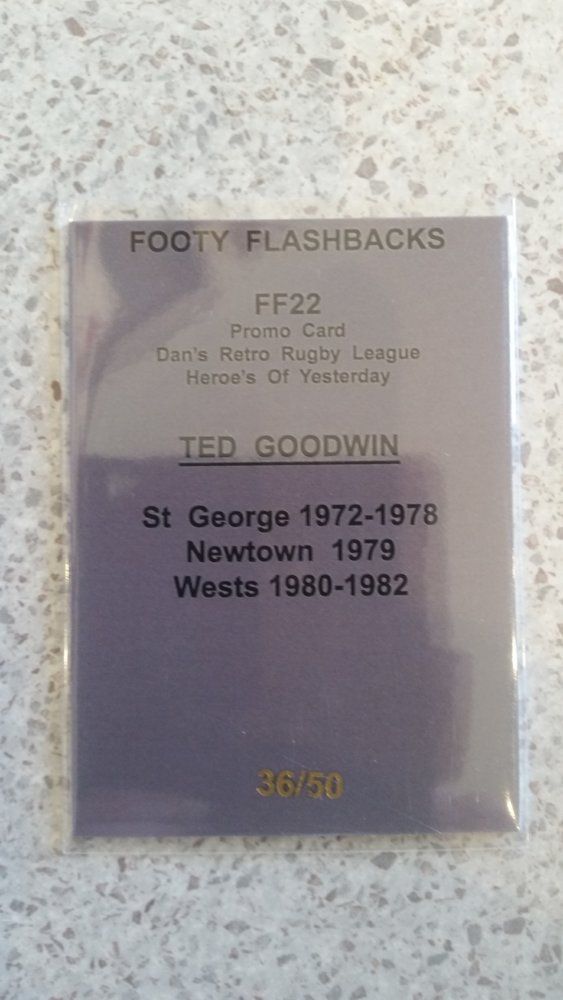 FOOTY FLASHBACKS
FF22
Promo Card
Dan's Retro Rugby League
Heroe's Of Yesterday
TED GOODWIN
St George 1972-1978
Newtown 1979
Wests 1980-1982
36/50